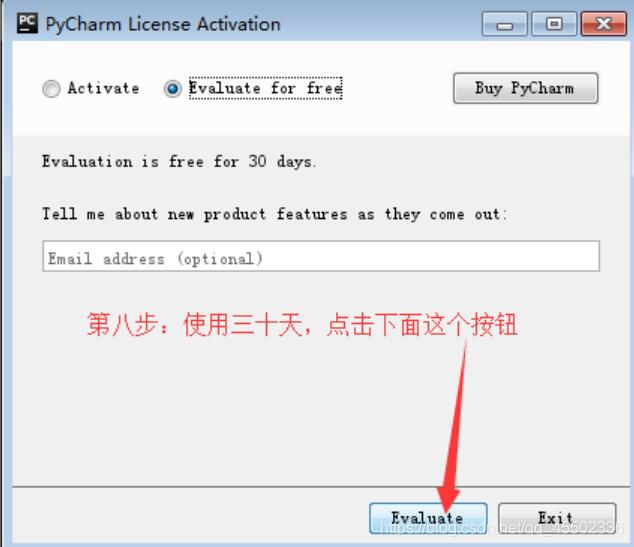 PC PyCharm License Activation
Activate Evaluate for free Buy PyCharm
Evaluation is free for 30 days.
Tell me about new product features as they come out:
Email address (optional)
第八步：使用三十天，点击下面这个按钮
Evaluate Exit
https://blog.csdn.net/qq_45502336